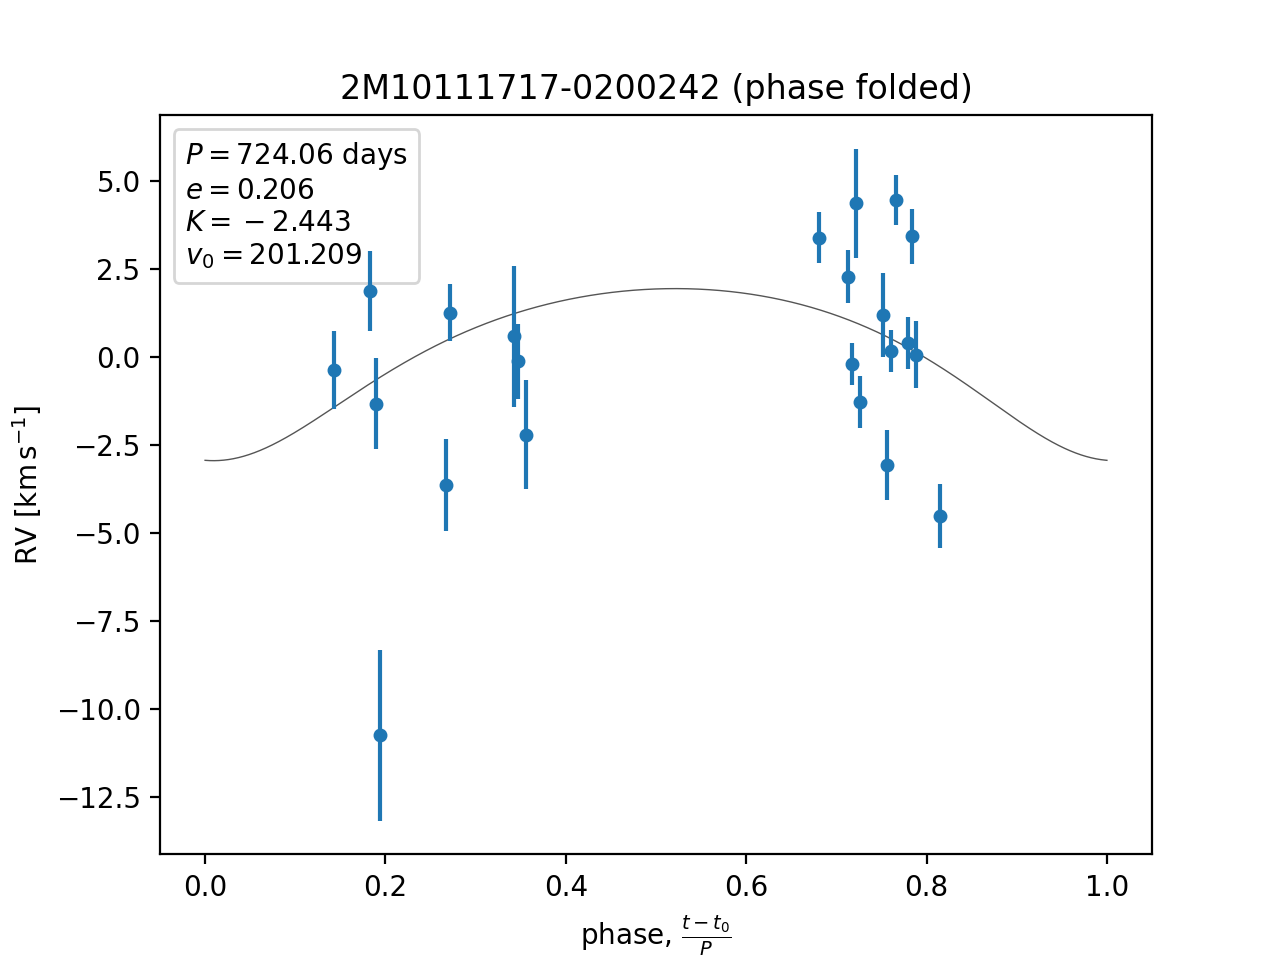 2M10111717-0200242 (phase folded)
P = 724.06 days
e = 0.206
K = −2.443
v₀ = 201.209
5.0
2.5
0.0
−2.5
−5.0
−7.5
−10.0
−12.5
RV [km s⁻¹]
0.0 0.2 0.4 0.6 0.8 1.0
phase, (t − t₀)/P